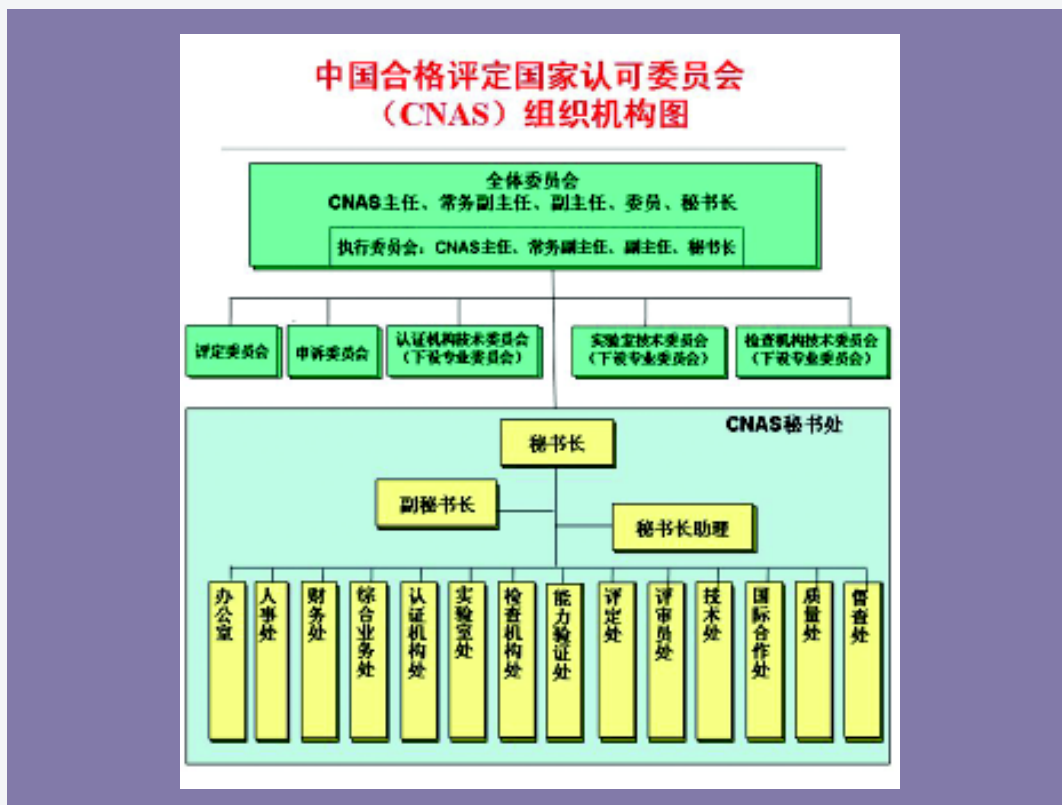 中国合格评定国家认可委员会
（CNAS）组织机构图
全体委员会
CNAS主任、常务副主任、副主任、委员、秘书长
执行委员会：CNAS主任、常务副主任、副主任、秘书长
评定委员会
申诉委员会
认证机构技术委员会
（下设专业委员会）
实验室技术委员会
（下设专业委员会）
检查机构技术委员会
（下设专业委员会）
CNAS秘书处
秘书长
副秘书长
秘书长助理
办公室
人事处
财务处
综合业务处
认证机构处
实验室处
检查机构处
能力验证处
评定处
评审员处
技术处
国际合作处
质量处
督查处